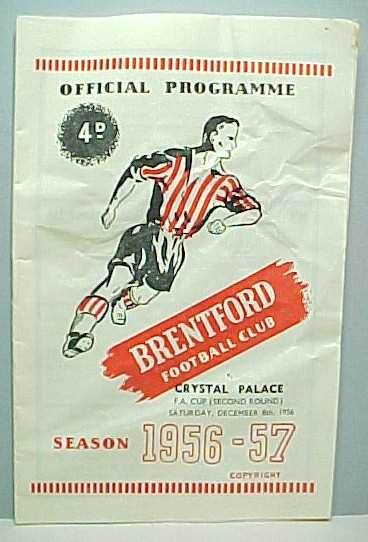 OFFICIAL PROGRAMME
4D
BRENTFORD
FOOTBALL CLUB
CRYSTAL PALACE
F.A. CUP (SECOND ROUND)
SATURDAY, DECEMBER 8th, 1956
SEASON 1956-57
COPYRIGHT